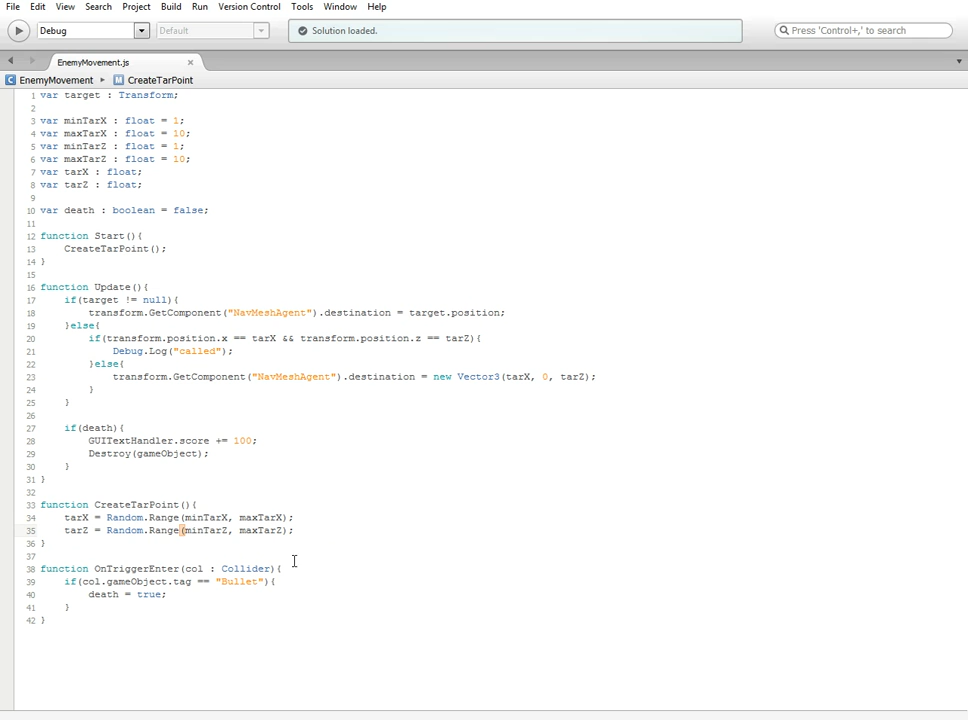 File Edit View Search Project Build Run Version Control Tools Window Help
Debug Default Solution loaded. Press 'Control+,' to search
EnemyMovement.js ×
C EnemyMovement ▸ M CreateTarPoint
1 var target : Transform;
2
3 var minTarX : float = 1;
4 var maxTarX : float = 10;
5 var minTarZ : float = 1;
6 var maxTarZ : float = 10;
7 var tarX : float;
8 var tarZ : float;
9
10 var death : boolean = false;
11
12 function Start(){
13 CreateTarPoint();
14 }
15
16 function Update(){
17 if(target != null){
18 transform.GetComponent("NavMeshAgent").destination = target.position;
19 }else{
20 if(transform.position.x == tarX && transform.position.z == tarZ){
21 Debug.Log("called");
22 }else{
23 transform.GetComponent("NavMeshAgent").destination = new Vector3(tarX, 0, tarZ);
24 }
25 }
26
27 if(death){
28 GUITextHandler.score += 100;
29 Destroy(gameObject);
30 }
31 }
32
33 function CreateTarPoint(){
34 tarX = Random.Range(minTarX, maxTarX);
35 tarZ = Random.Range(minTarZ, maxTarZ);
36 }
37
38 function OnTriggerEnter(col : Collider){
39 if(col.gameObject.tag == "Bullet"){
40 death = true;
41 }
42 }